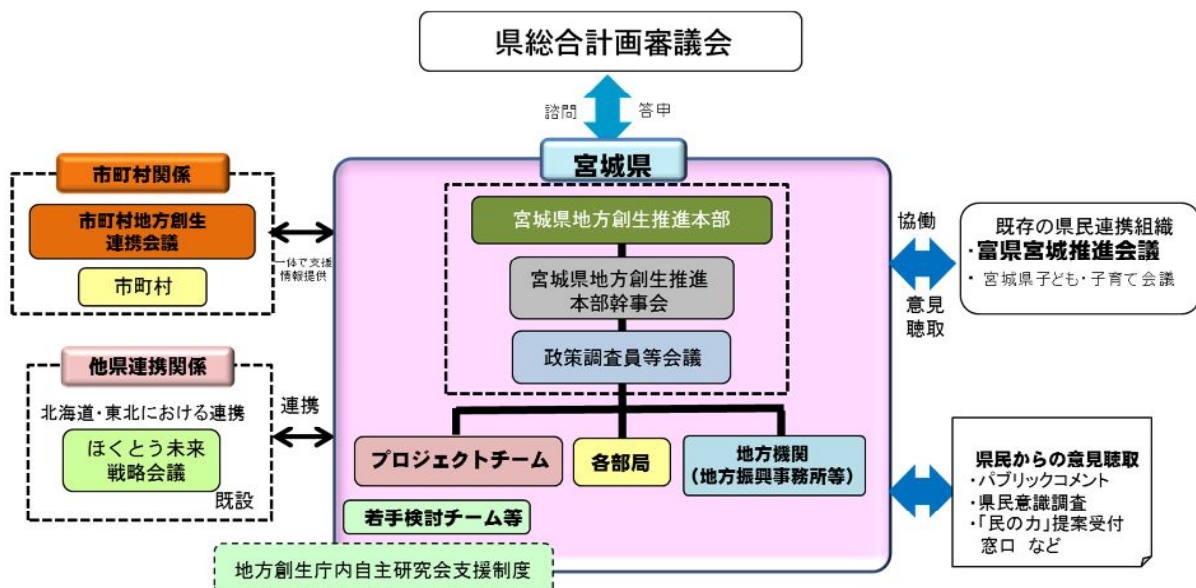 県総合計画審議会
諮問
答申
宮城県
宮城県地方創生推進本部
宮城県地方創生推進
本部幹事会
政策調査員等会議
プロジェクトチーム
各部局
地方機関
(地方振興事務所等)
若手検討チーム等
地方創生庁内自主研究会支援制度
市町村関係
市町村地方創生
連携会議
市町村
一体で支援
情報提供
他県連携関係
北海道・東北における連携
ほくとう未来
戦略会議
既設
連携
協働
意見
聴取
既存の県民連携組織
・富県宮城推進会議
・宮城県子ども・子育て会議
県民からの意見聴取
・パブリックコメント
・県民意識調査
・「民の力」提案受付
窓口 など